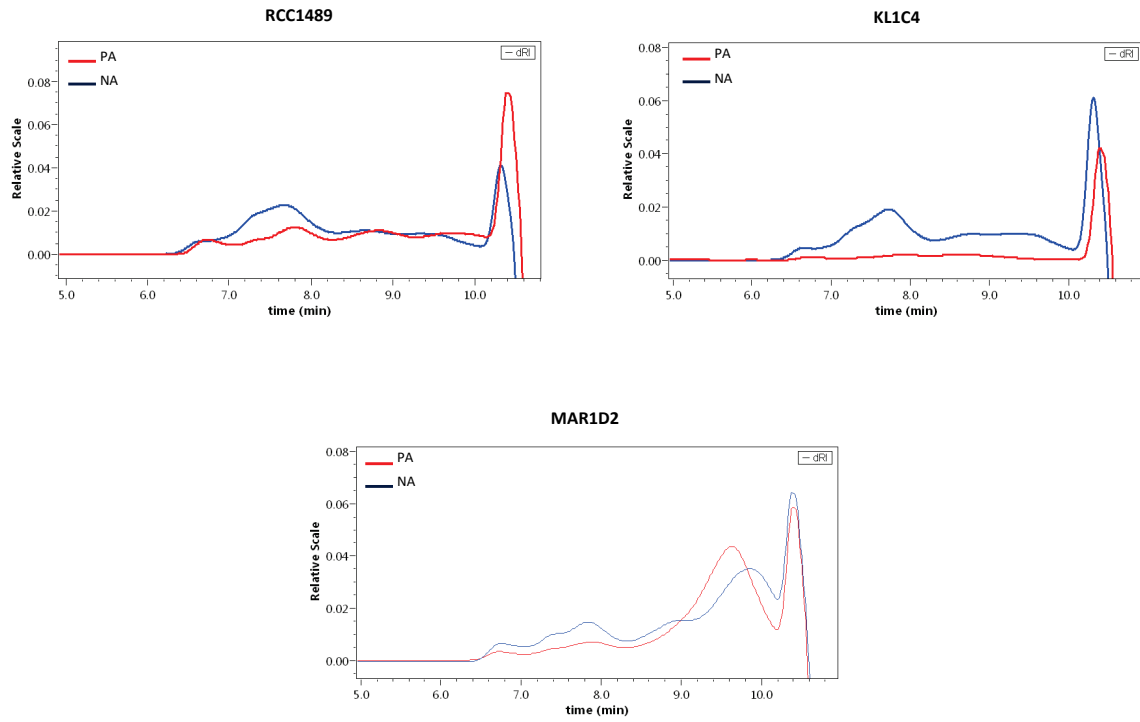 RCC1489
PA
NA
— dRI
0.08
0.06
0.04
0.02
0.00
Relative Scale
5.0 6.0 7.0 8.0 9.0 10.0
time (min)
KL1C4
PA
NA
— dRI
0.08
0.06
0.04
0.02
0.00
Relative Scale
5.0 6.0 7.0 8.0 9.0 10.0
time (min)
MAR1D2
PA
NA
— dRI
0.08
0.06
0.04
0.02
0.00
Relative Scale
5.0 6.0 7.0 8.0 9.0 10.0
time (min)